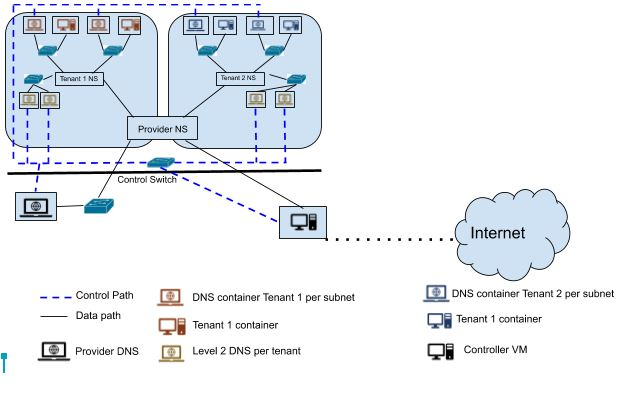 Tenant 1 NS
Tenant 2 NS
Provider NS
Control Switch
Internet
Control Path
Data path
Provider DNS
DNS container Tenant 1 per subnet
Tenant 1 container
Level 2 DNS per tenant
DNS container Tenant 2 per subnet
Tenant 1 container
Controller VM